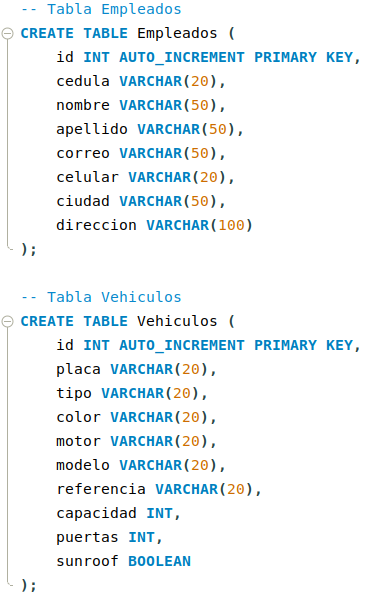 -- Tabla Empleados
CREATE TABLE Empleados (
    id INT AUTO_INCREMENT PRIMARY KEY,
    cedula VARCHAR(20),
    nombre VARCHAR(50),
    apellido VARCHAR(50),
    correo VARCHAR(50),
    celular VARCHAR(20),
    ciudad VARCHAR(50),
    direccion VARCHAR(100)
);

-- Tabla Vehiculos
CREATE TABLE Vehiculos (
    id INT AUTO_INCREMENT PRIMARY KEY,
    placa VARCHAR(20),
    tipo VARCHAR(20),
    color VARCHAR(20),
    motor VARCHAR(20),
    modelo VARCHAR(20),
    referencia VARCHAR(20),
    capacidad INT,
    puertas INT,
    sunroof BOOLEAN
);